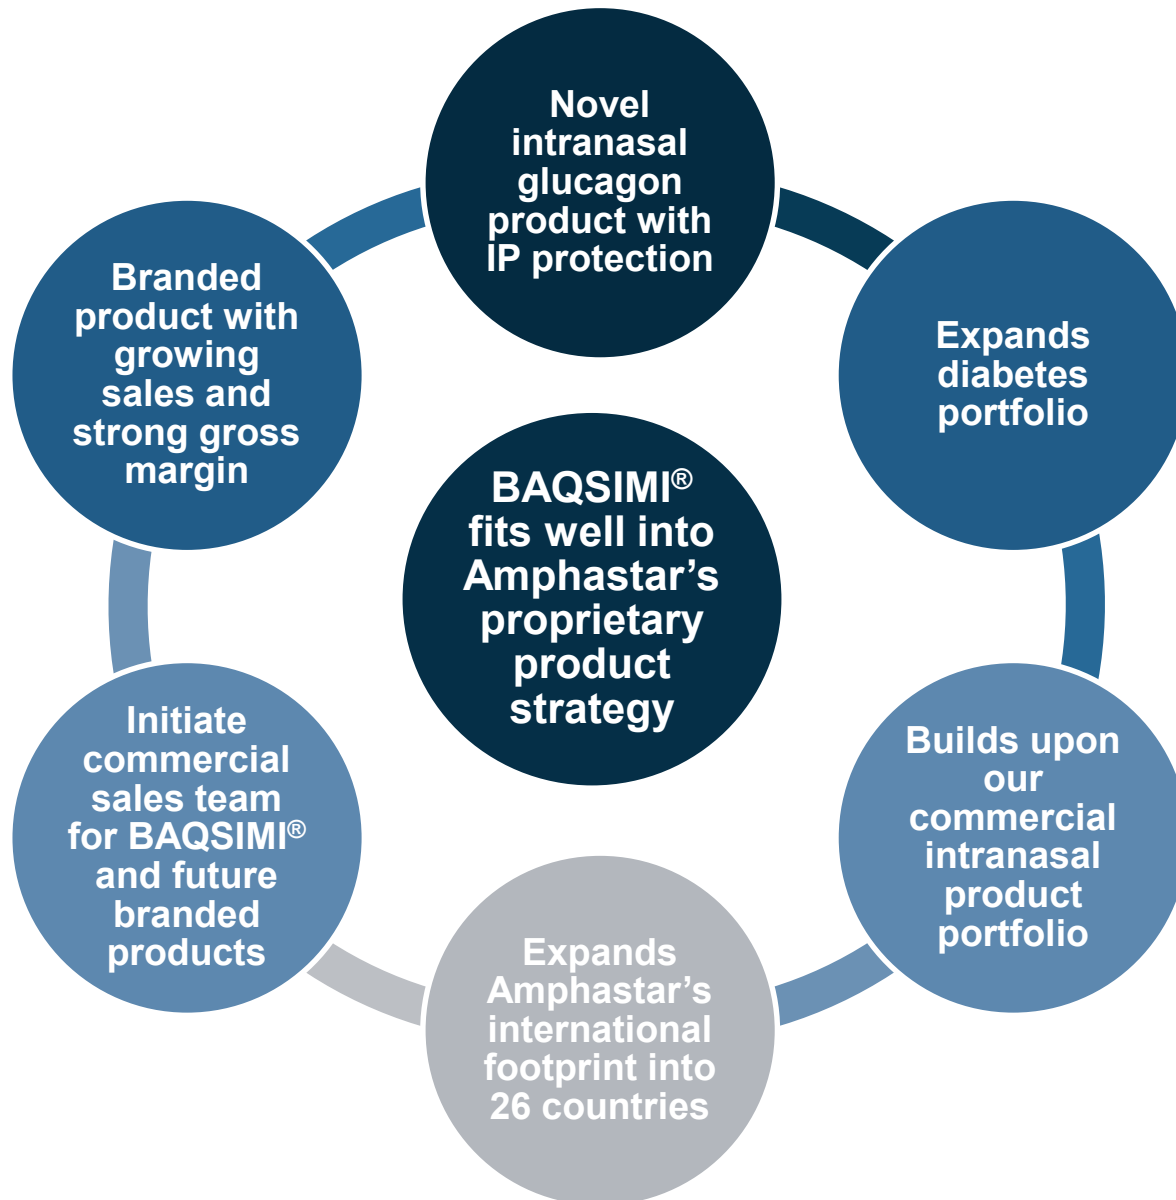 Novel
intranasal
glucagon
product with
IP protection
Expands
diabetes
portfolio
Builds upon
our
commercial
intranasal
product
portfolio
Expands
Amphastar’s
international
footprint into
26 countries
Initiate
commercial
sales team
for BAQSIMI®
and future
branded
products
Branded
product with
growing
sales and
strong gross
margin
BAQSIMI®
fits well into
Amphastar’s
proprietary
product
strategy